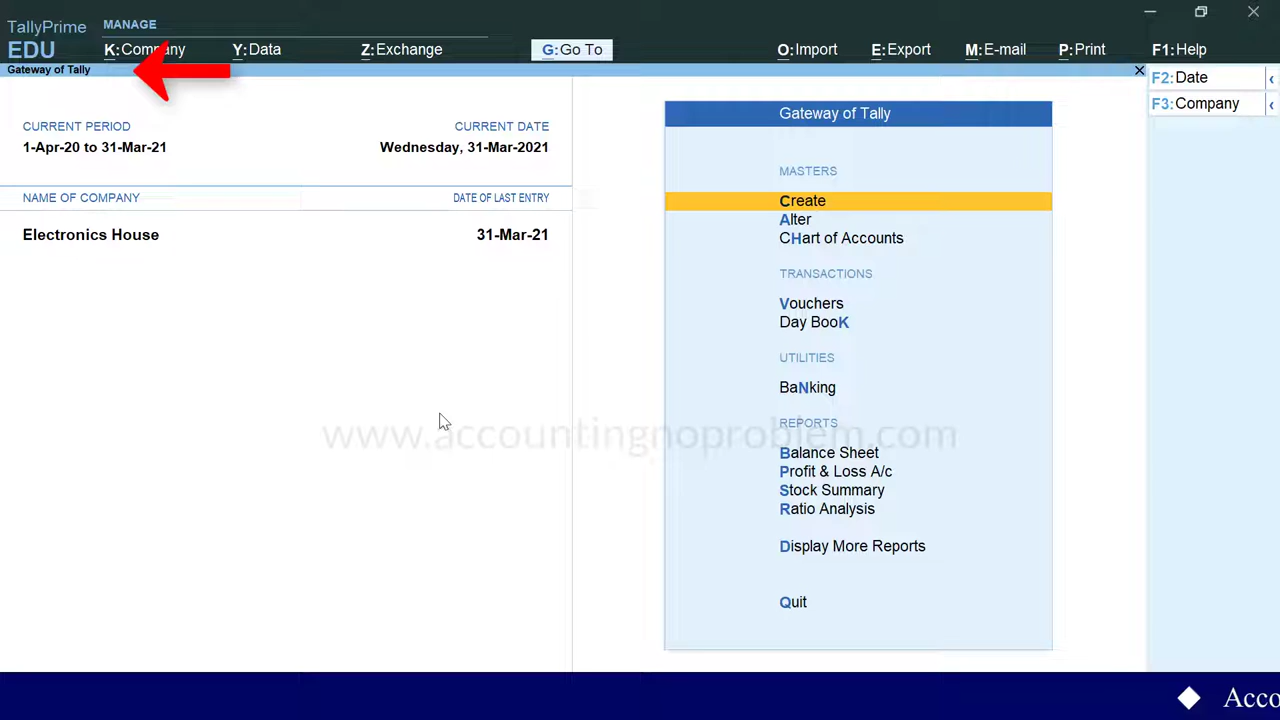 TallyPrime
EDU
MANAGE
K:Company Y:Data Z:Exchange G:Go To O:Import E:Export M:E-mail P:Print F1:Help
Gateway of Tally
F2:Date
F3:Company
CURRENT PERIOD CURRENT DATE
1-Apr-20 to 31-Mar-21 Wednesday, 31-Mar-2021
NAME OF COMPANY DATE OF LAST ENTRY
Electronics House 31-Mar-21
Gateway of Tally
MASTERS
Create
Alter
CHart of Accounts
TRANSACTIONS
Vouchers
Day BooK
UTILITIES
BaNking
REPORTS
Balance Sheet
Profit & Loss A/c
Stock Summary
Ratio Analysis
Display More Reports
Quit
www.accountingnoproblem.com